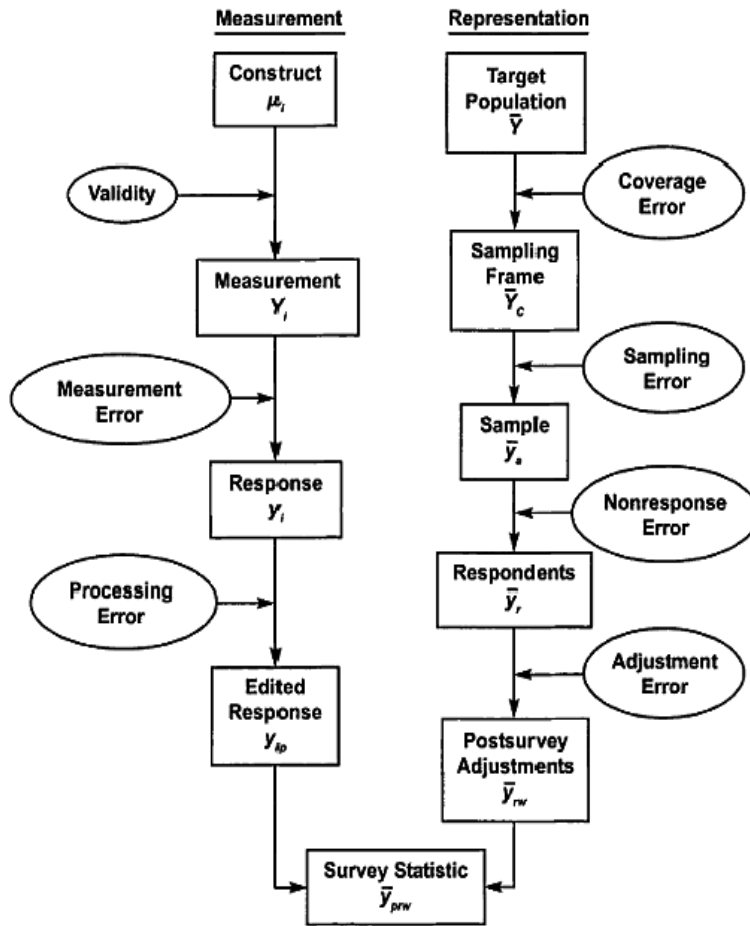 Measurement
Representation
Construct
μi
Target
Population
Ȳ
Validity
Coverage
Error
Measurement
Yi
Sampling
Frame
ȲC
Measurement
Error
Sampling
Error
Sample
ȳs
Response
yi
Nonresponse
Error
Processing
Error
Respondents
ȳr
Adjustment
Error
Edited
Response
yip
Postsurvey
Adjustments
ȳrw
Survey Statistic
ȳprw